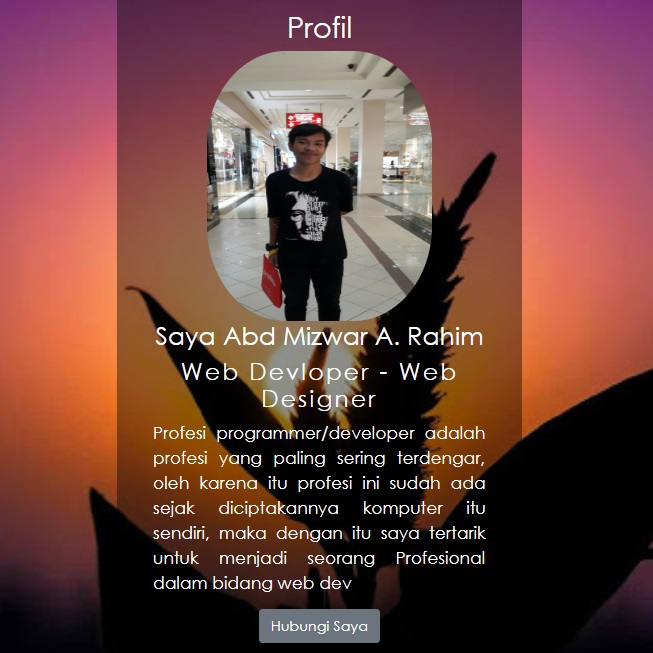 Profil
Saya Abd Mizwar A. Rahim
Web Devloper - Web
Designer
Profesi programmer/developer adalah
profesi yang paling sering terdengar,
oleh karena itu profesi ini sudah ada
sejak diciptakannya komputer itu
sendiri, maka dengan itu saya tertarik
untuk menjadi seorang Profesional
dalam bidang web dev
Hubungi Saya